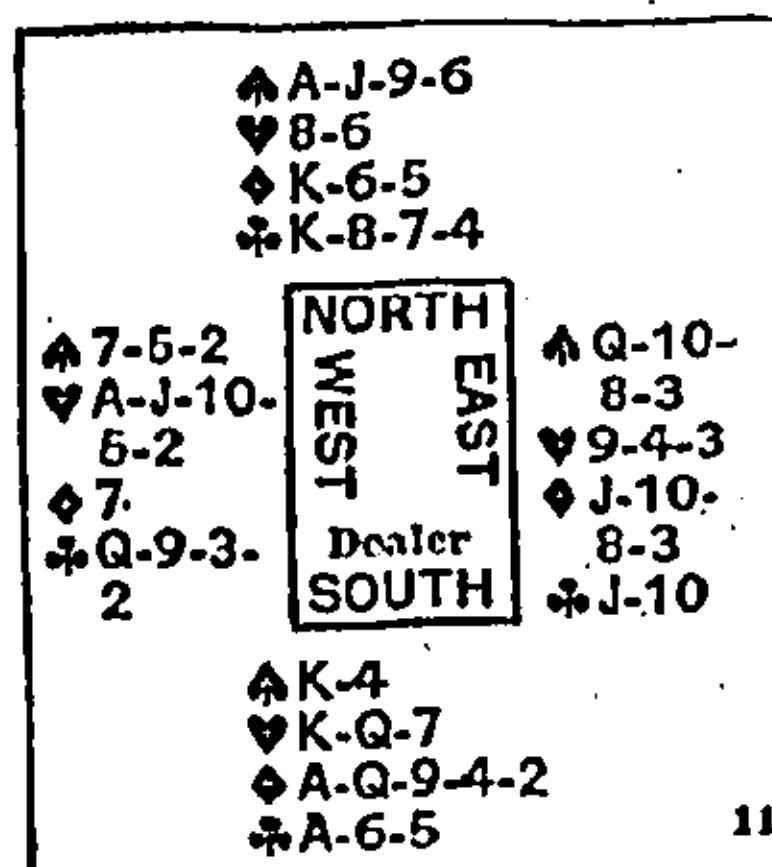 ♠ A-J-9-6
♥ 8-6
♦ K-6-5
♣ K-8-7-4
NORTH
♠ 7-5-2
♥ A-J-10-
5-2
♦ 7
♣ Q-9-3-
2
WEST
EAST
♠ Q-10-
8-3
♥ 9-4-3
♦ J-10-
8-3
♣ J-10
Dealer
SOUTH
♠ K-4
♥ K-Q-7
♦ A-Q-9-4-2
♣ A-6-5
11